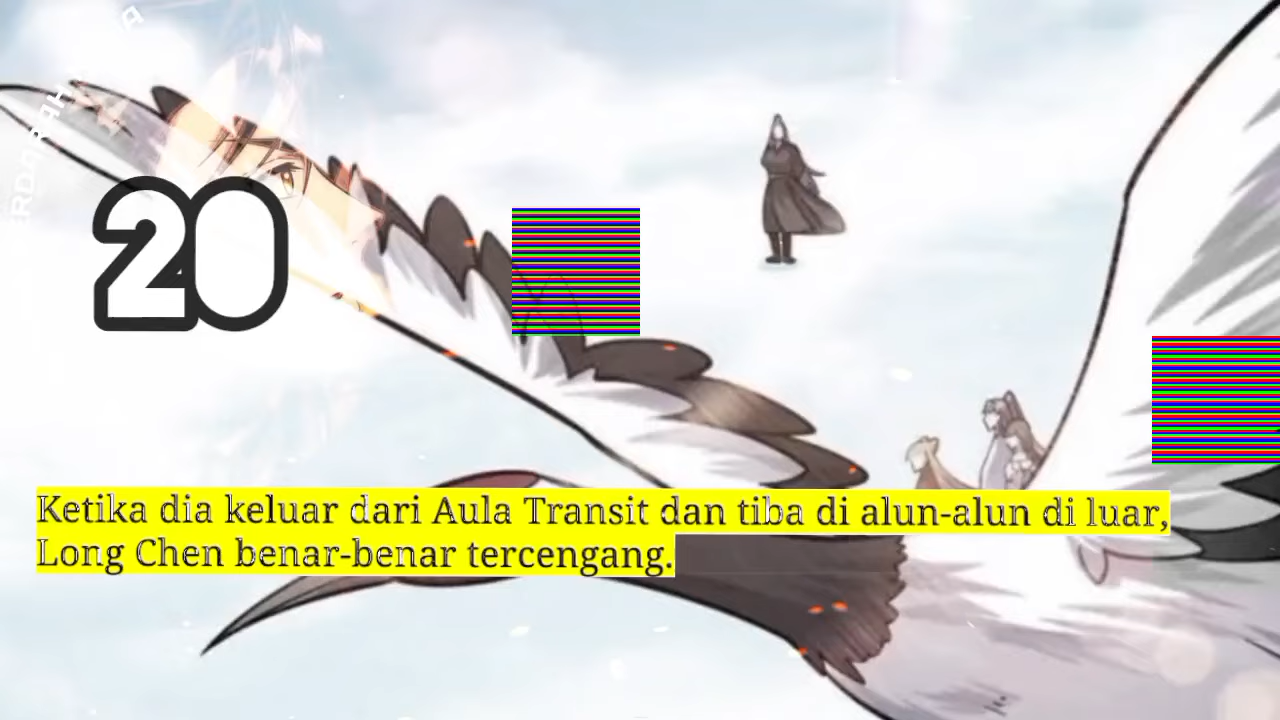 20
Ketika dia keluar dari Aula Transit dan tiba di alun-alun di luar,
Long Chen benar-benar tercengang.